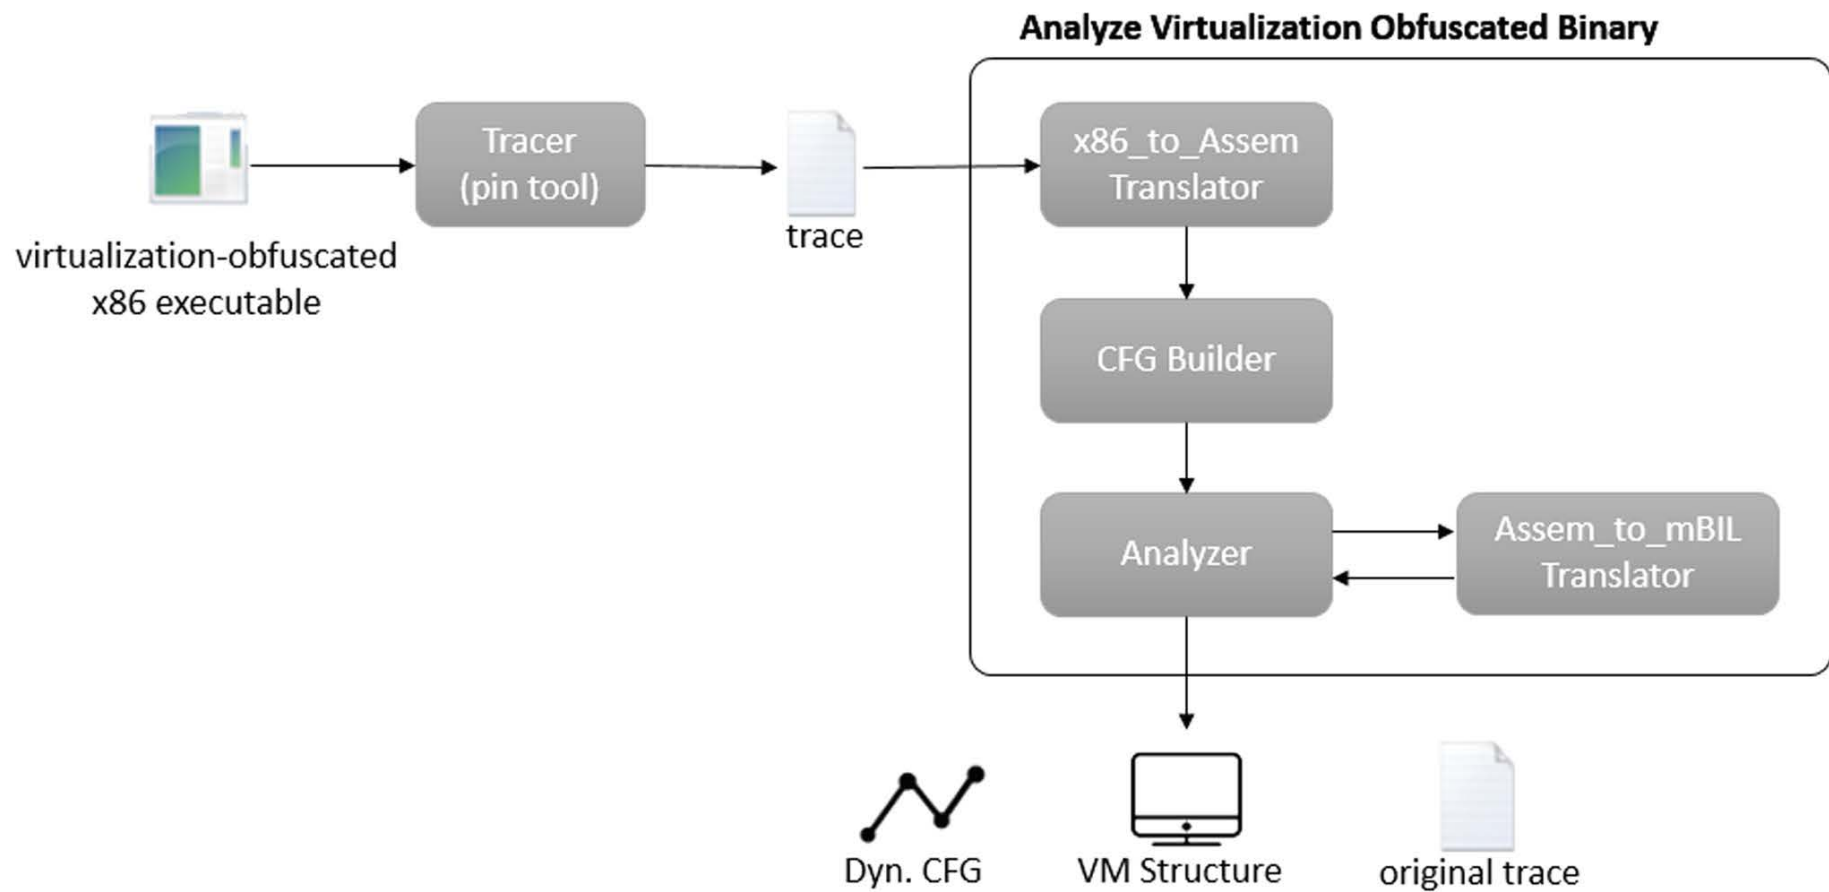 Analyze Virtualization Obfuscated Binary
virtualization-obfuscated
x86 executable
Tracer
(pin tool)
trace
x86_to_Assem
Translator
CFG Builder
Analyzer
Assem_to_mBIL
Translator
Dyn. CFG
VM Structure
original trace